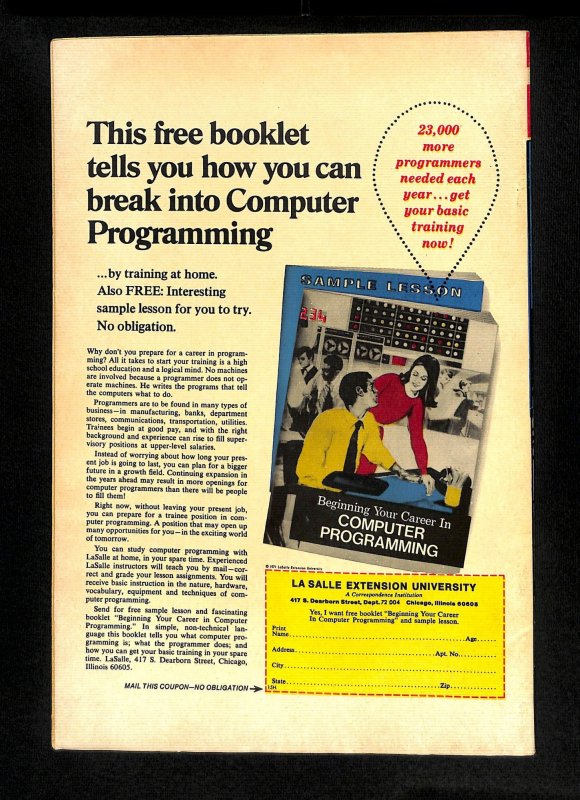 This free booklet
tells you how you can
break into Computer
Programming
23,000
more
programmers
needed each
year...get
your basic
training
now!
...by training at home.
Also FREE: Interesting
sample lesson for you to try.
No obligation.
Why don't you prepare for a career in program-
ming? All it takes to start your training is a high
school education and a logical mind. No machines
are involved because a programmer does not op-
erate machines. He writes the programs that tell
the computers what to do.
Programmers are to be found in many types of
business—in manufacturing, banks, department
stores, communications, transportation, utilities.
Trainees begin at good pay, and with the right
background and experience can rise to fill super-
visory positions at upper-level salaries.
Instead of worrying about how long your pres-
ent job is going to last, you can plan for a bigger
future in a growth field. Continuing expansion in
the years ahead may result in more openings for
computer programmers than there will be people
to fill them!
Right now, without leaving your present job,
you can prepare for a trainee position in com-
puter programming. A position that may open up
many opportunities for you—in the exciting world
of tomorrow.
You can study computer programming with
LaSalle at home, in your spare time. Experienced
LaSalle instructors will teach you by mail—cor-
rect and grade your lesson assignments. You will
receive basic instruction in the nature, hardware,
vocabulary, equipment and techniques of com-
puter programming.
Send for free sample lesson and fascinating
booklet "Beginning Your Career in Computer
Programming." In simple, non-technical lan-
guage this booklet tells you what computer pro-
gramming is; what the programmer does; and
how you can get your basic training in your spare
time. LaSalle, 417 S. Dearborn Street, Chicago,
Illinois 60605.
MAIL THIS COUPON—NO OBLIGATION
SAMPLE LESSON
234
Beginning Your Career In
COMPUTER
PROGRAMMING
© 1971 LaSalle Extension University
LA SALLE EXTENSION UNIVERSITY
A Correspondence Institution
417 S. Dearborn Street, Dept. 72 004 Chicago, Illinois 60605
Yes, I want free booklet "Beginning Your Career
In Computer Programming" and sample lesson.
Print
Name Age
Address Apt. No.
City
State Zip